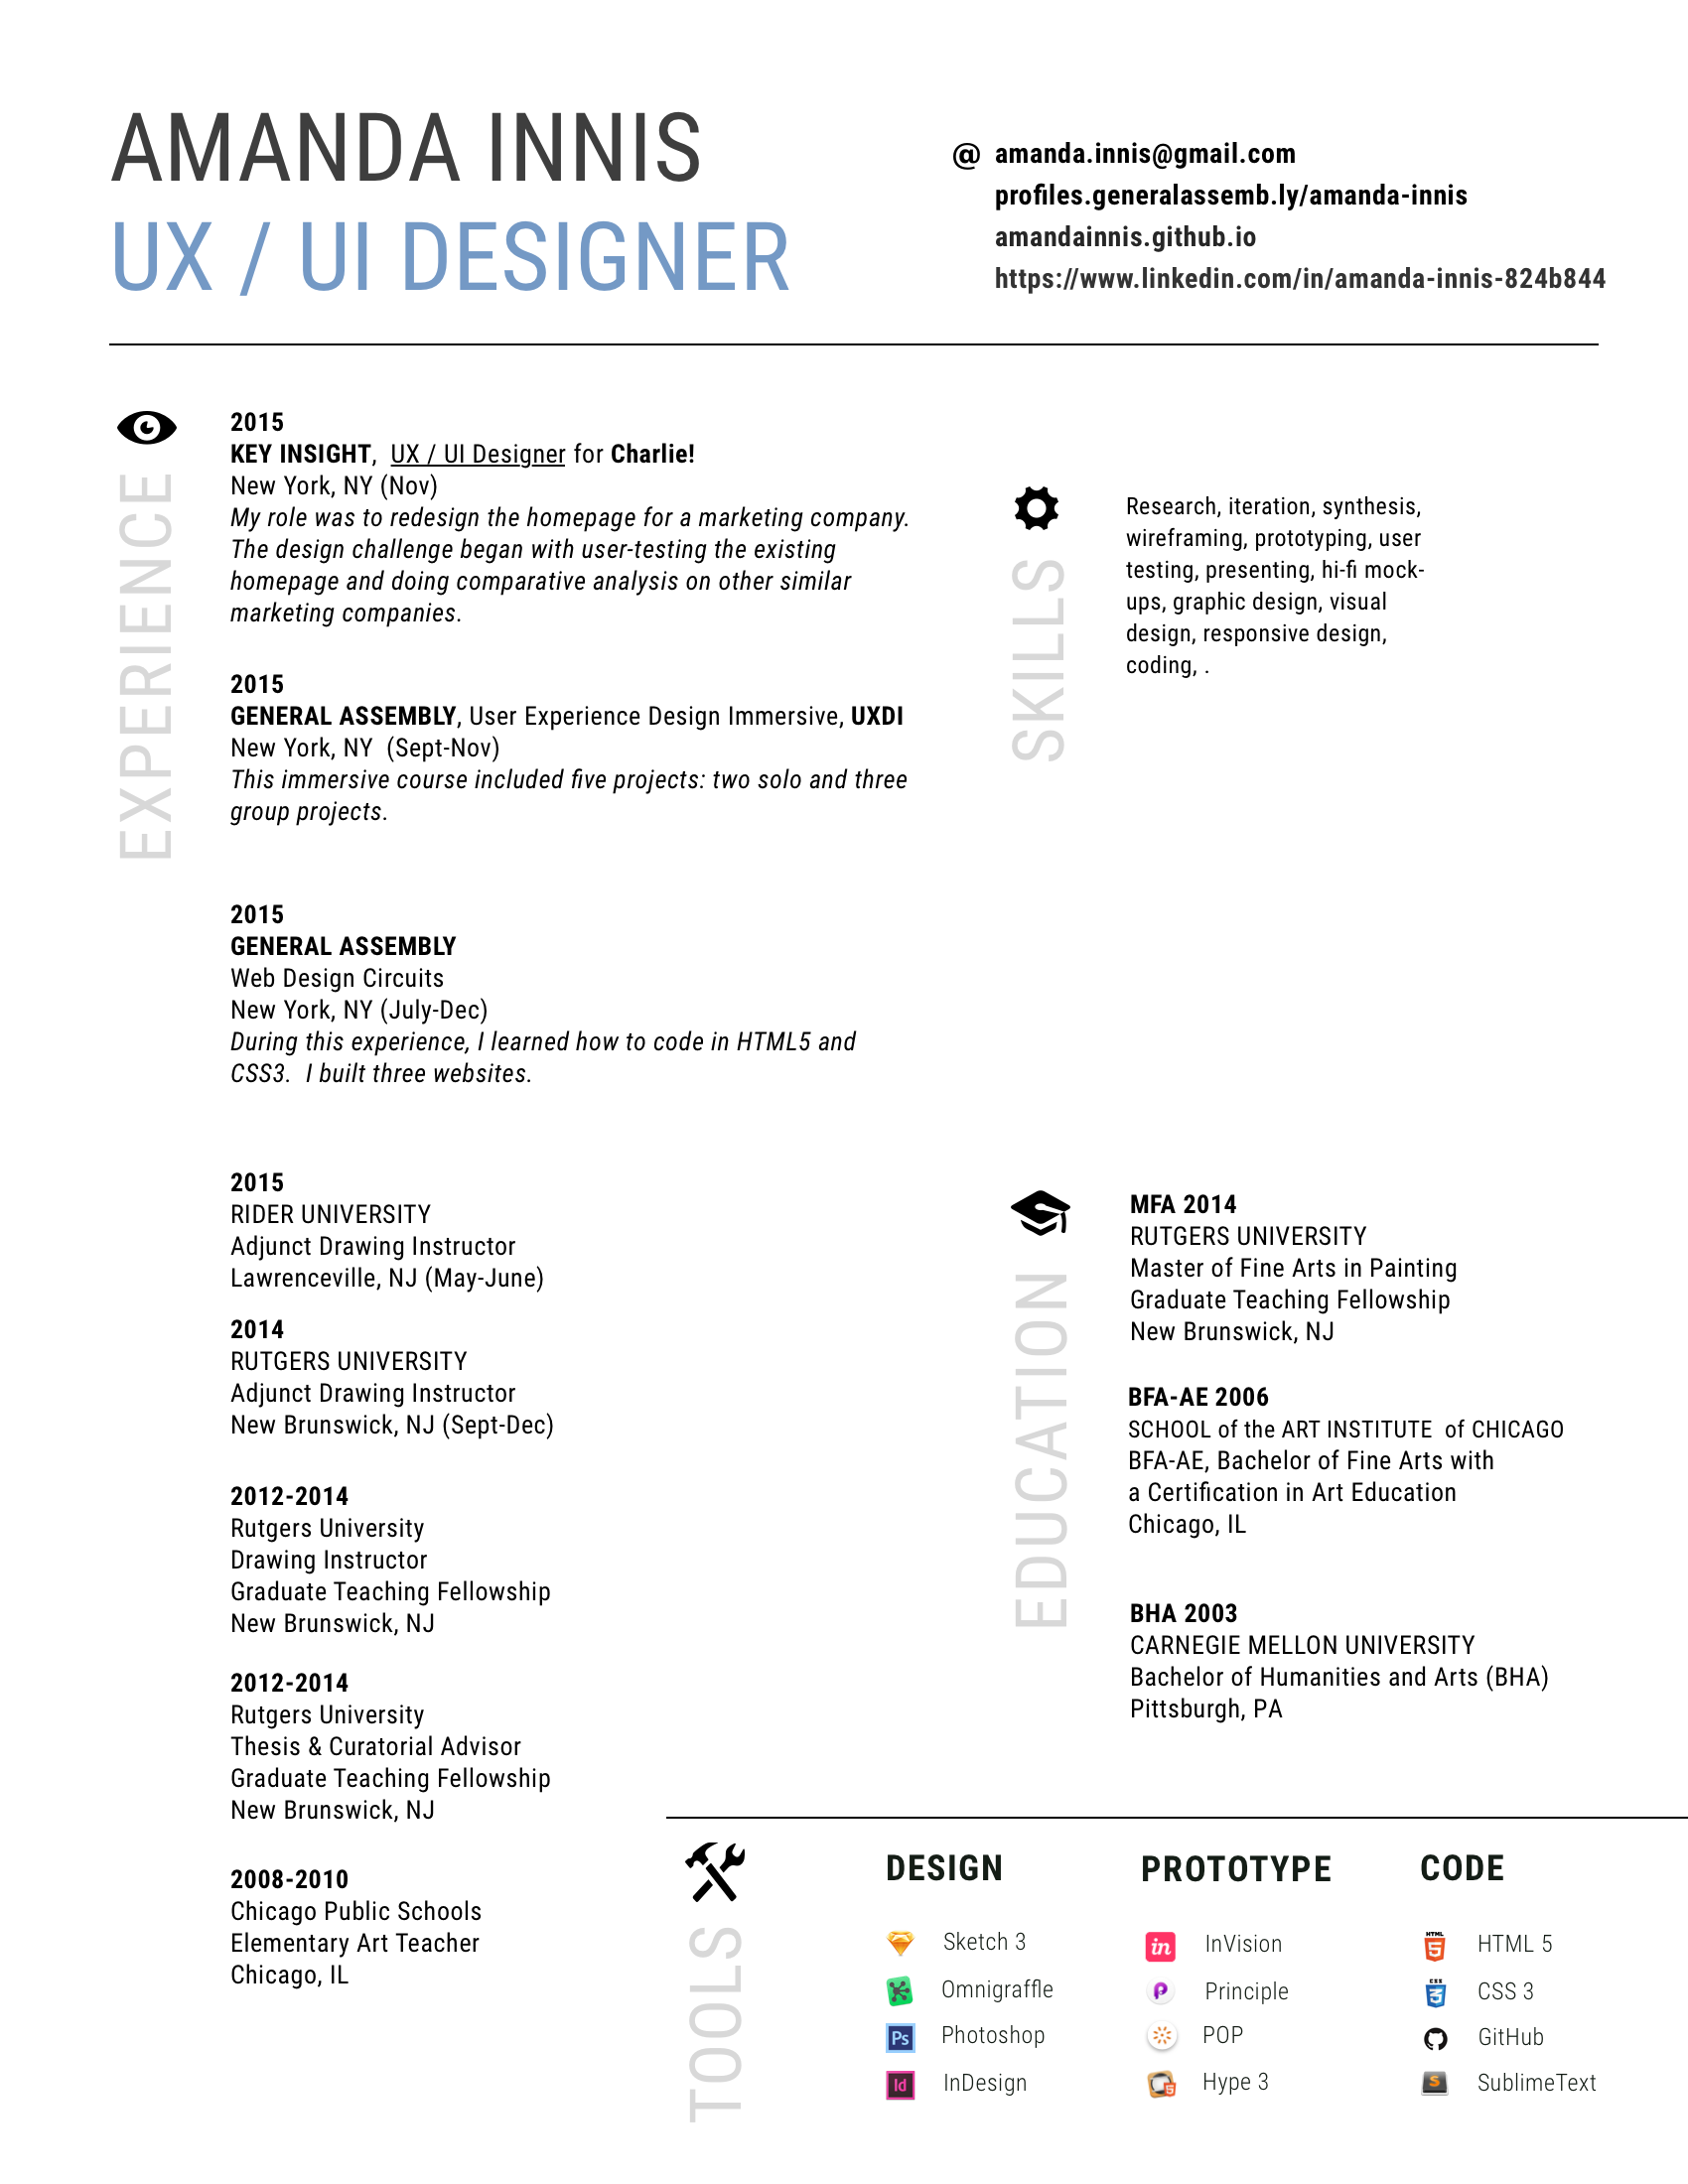 AMANDA INNIS
UX / UI DESIGNER
@ amanda.innis@gmail.com
profiles.generalassemb.ly/amanda-innis
amandainnis.github.io
https://www.linkedin.com/in/amanda-innis-824b844
EXPERIENCE
2015
KEY INSIGHT, UX / UI Designer for Charlie!
New York, NY (Nov)
My role was to redesign the homepage for a marketing company.
The design challenge began with user-testing the existing
homepage and doing comparative analysis on other similar
marketing companies.
2015
GENERAL ASSEMBLY, User Experience Design Immersive, UXDI
New York, NY (Sept-Nov)
This immersive course included five projects: two solo and three
group projects.
2015
GENERAL ASSEMBLY
Web Design Circuits
New York, NY (July-Dec)
During this experience, I learned how to code in HTML5 and
CSS3. I built three websites.
2015
RIDER UNIVERSITY
Adjunct Drawing Instructor
Lawrenceville, NJ (May-June)
2014
RUTGERS UNIVERSITY
Adjunct Drawing Instructor
New Brunswick, NJ (Sept-Dec)
2012-2014
Rutgers University
Drawing Instructor
Graduate Teaching Fellowship
New Brunswick, NJ
2012-2014
Rutgers University
Thesis & Curatorial Advisor
Graduate Teaching Fellowship
New Brunswick, NJ
2008-2010
Chicago Public Schools
Elementary Art Teacher
Chicago, IL
SKILLS
Research, iteration, synthesis,
wireframing, prototyping, user
testing, presenting, hi-fi mock-
ups, graphic design, visual
design, responsive design,
coding, .
EDUCATION
MFA 2014
RUTGERS UNIVERSITY
Master of Fine Arts in Painting
Graduate Teaching Fellowship
New Brunswick, NJ
BFA-AE 2006
SCHOOL of the ART INSTITUTE of CHICAGO
BFA-AE, Bachelor of Fine Arts with
a Certification in Art Education
Chicago, IL
BHA 2003
CARNEGIE MELLON UNIVERSITY
Bachelor of Humanities and Arts (BHA)
Pittsburgh, PA
TOOLS
DESIGN
Sketch 3
Omnigraffle
Ps Photoshop
Id InDesign
PROTOTYPE
in InVision
P Principle
POP
5 Hype 3
CODE
HTML 5 HTML 5
CSS 3 CSS 3
GitHub
S SublimeText